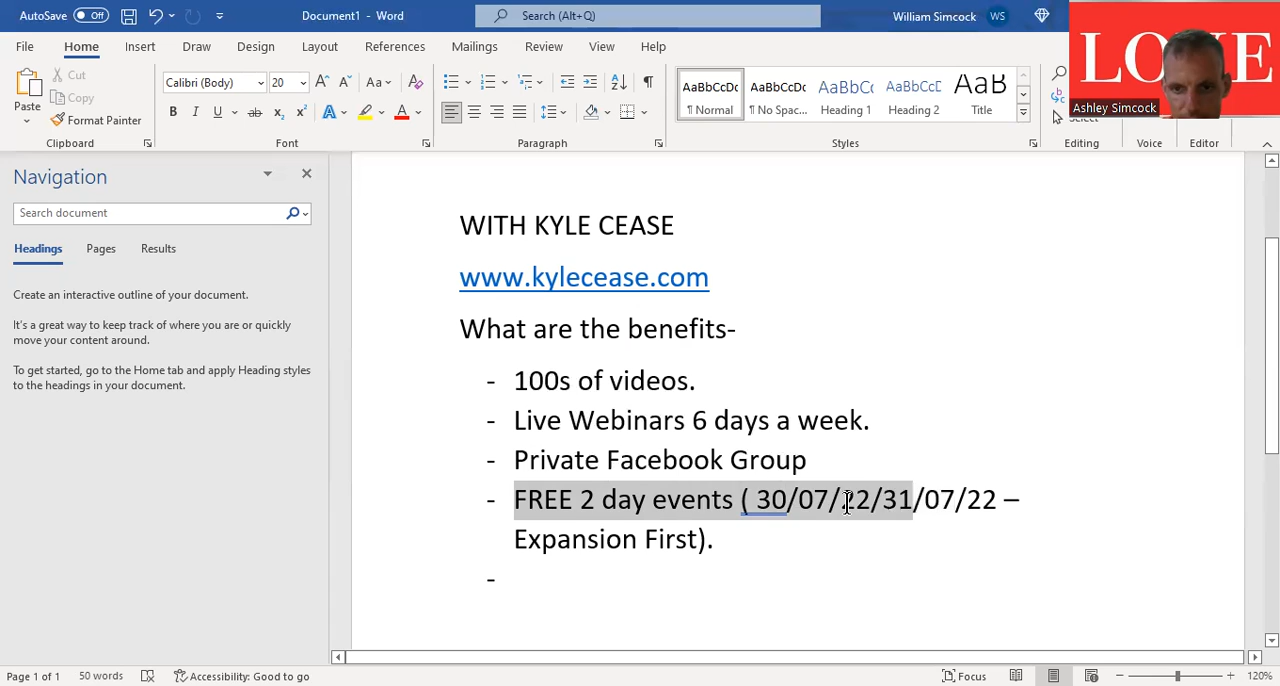 AutoSave Off Document1 - Word Search (Alt+Q) William Simcock WS
LOVE
Ashley Simcock
File Home Insert Draw Design Layout References Mailings Review View Help
Paste Cut Copy Format Painter
Calibri (Body) 20
AaBbCcDc AaBbCcDc AaBbCc AaBbCcD AaB
¶ Normal ¶ No Spac... Heading 1 Heading 2 Title
Select
Clipboard Font Paragraph Styles Editing Voice Editor
Navigation
Search document
Headings Pages Results
Create an interactive outline of your document.
It's a great way to keep track of where you are or quickly
move your content around.
To get started, go to the Home tab and apply Heading styles
to the headings in your document.
WITH KYLE CEASE
www.kylecease.com
What are the benefits-
- 100s of videos.
- Live Webinars 6 days a week.
- Private Facebook Group
- FREE 2 day events ( 30/07/22/31/07/22 –
Expansion First).
-
Page 1 of 1 50 words Accessibility: Good to go Focus 120%